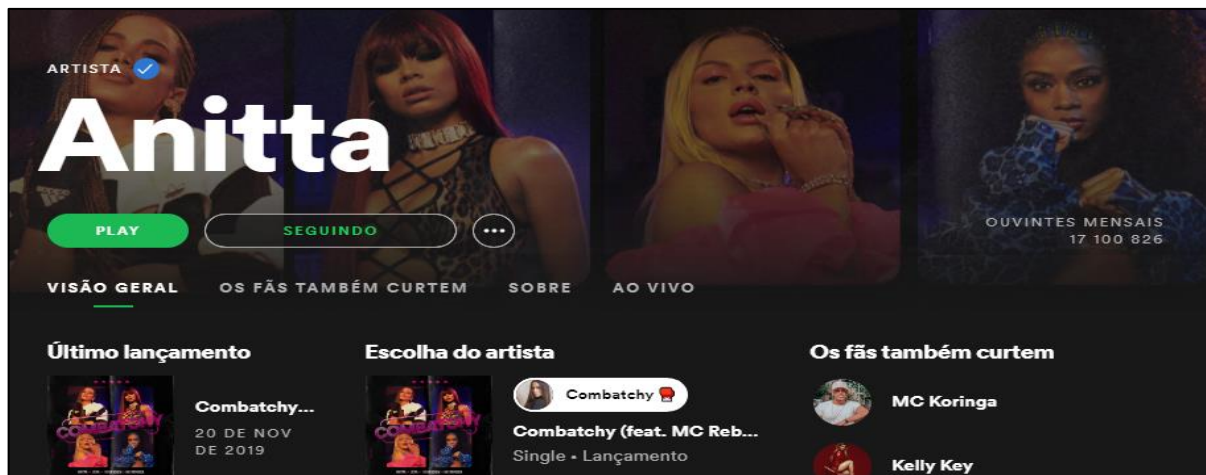 ARTISTA
Anitta
PLAY
SEGUINDO
OUVINTES MENSAIS
17 100 826
VISÃO GERAL
OS FÃS TAMBÉM CURTEM
SOBRE
AO VIVO
Último lançamento
Combatchy...
20 DE NOV
DE 2019
COMBATCHY
Escolha do artista
Combatchy
COMBATCHY
Combatchy (feat. MC Reb...
Single • Lançamento
Os fãs também curtem
MC Koringa
Kelly Key